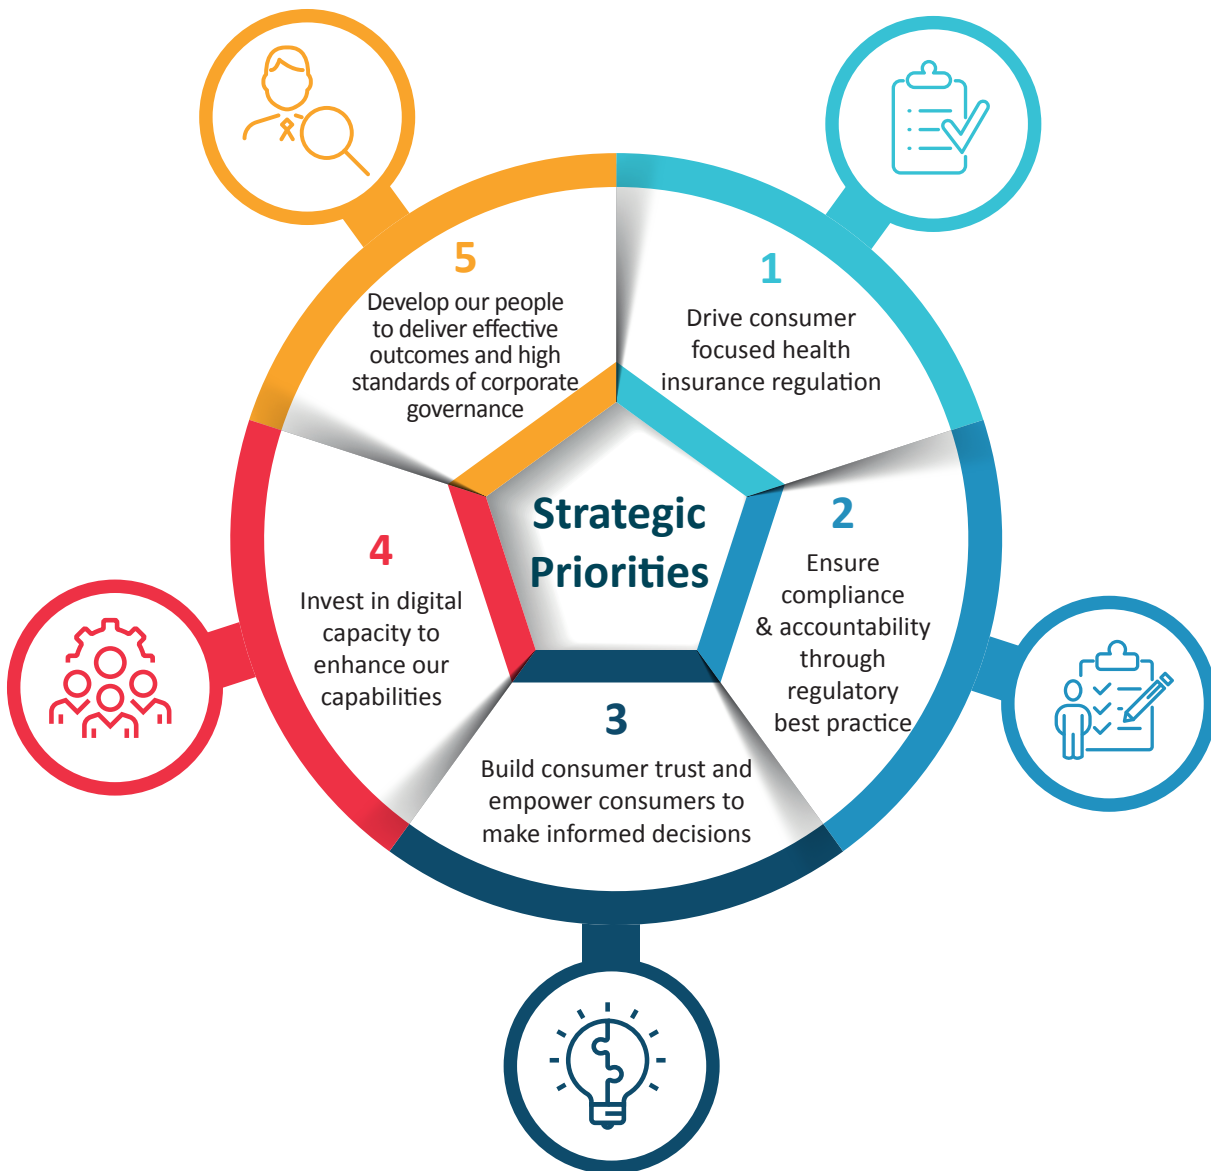 Strategic
Priorities
1
Drive consumer
focused health
insurance regulation
2
Ensure
compliance
& accountability
through
regulatory
best practice
3
Build consumer trust and
empower consumers to
make informed decisions
4
Invest in digital
capacity to
enhance our
capabilities
5
Develop our people
to deliver effective
outcomes and high
standards of corporate
governance